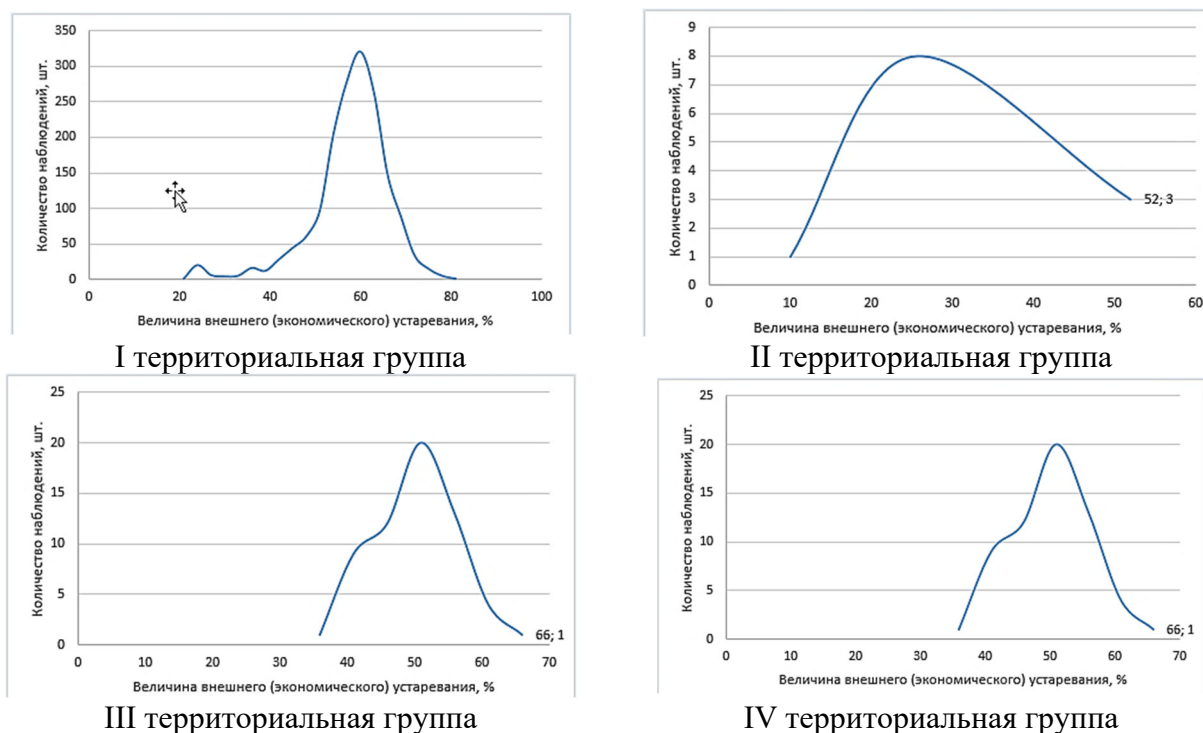 Количество наблюдений, шт.
350
300
250
200
150
100
50
0
0 20 40 60 80 100
Величина внешнего (экономического) устаревания, %
I территориальная группа
Количество наблюдений, шт.
9
8
7
6
5
4
3
2
1
0
52; 3
0 10 20 30 40 50 60
Величина внешнего (экономического) устаревания, %
II территориальная группа
Количество наблюдений, шт.
25
20
15
10
5
0
66; 1
0 10 20 30 40 50 60 70
Величина внешнего (экономического) устаревания, %
III территориальная группа
Количество наблюдений, шт.
25
20
15
10
5
0
66; 1
0 10 20 30 40 50 60 70
Величина внешнего (экономического) устаревания, %
IV территориальная группа